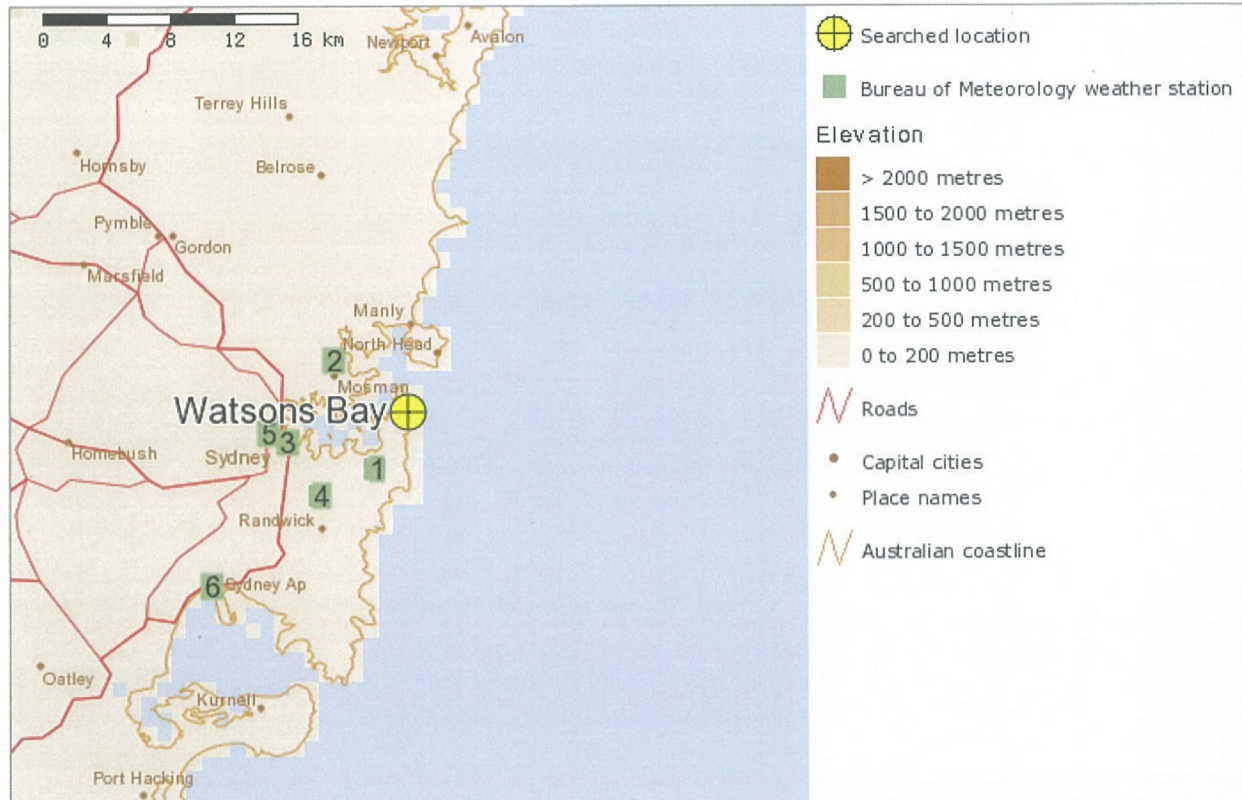 0 4 8 12 16 km
Newport
Avalon
Terrey Hills
Hornsby
Belrose
Pymble
Gordon
Marsfield
Manly
North Head
2
Mosman
Watsons Bay
5
3
Homebush
Sydney
1
4
Randwick
6
Sydney Ap
Oatley
Kurnell
Port Hacking
Searched location
Bureau of Meteorology weather station
Elevation
> 2000 metres
1500 to 2000 metres
1000 to 1500 metres
500 to 1000 metres
200 to 500 metres
0 to 200 metres
Roads
Capital cities
Place names
Australian coastline